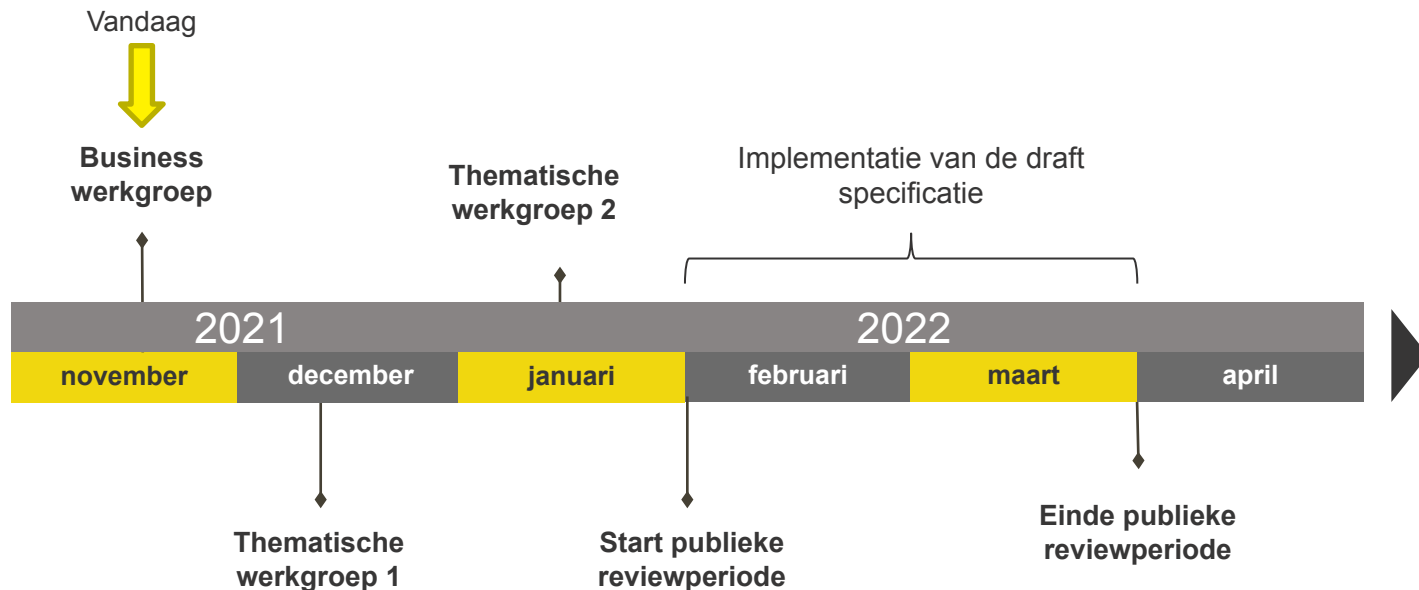 Vandaag
Business
werkgroep
Thematische
werkgroep 2
Implementatie van de draft
specificatie
2021
2022
november
december
januari
februari
maart
april
Thematische
werkgroep 1
Start publieke
reviewperiode
Einde publieke
reviewperiode